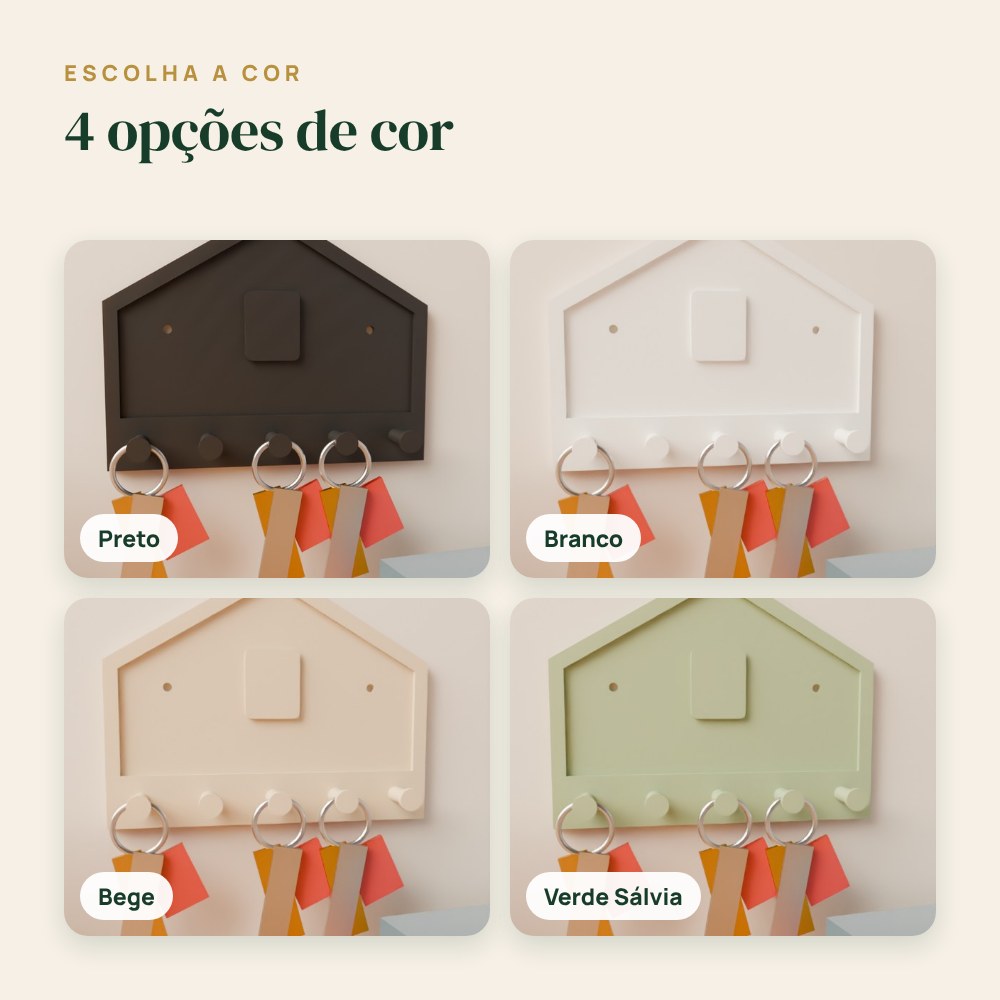 ESCOLHA A COR
4 opções de cor
Preto
Branco
Bege
Verde Sálvia